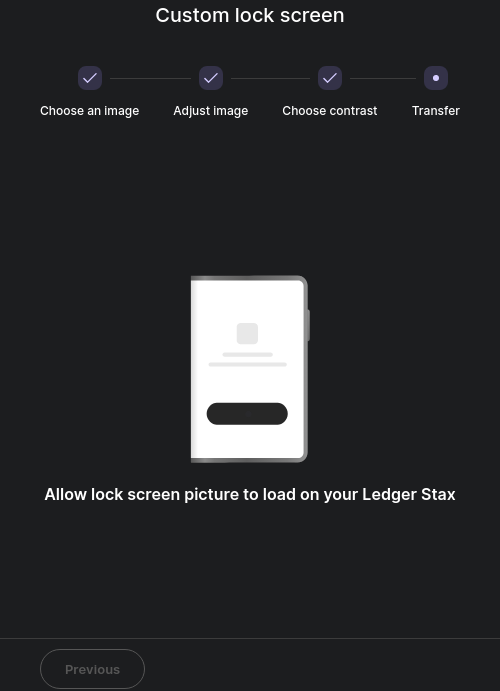 Custom lock screen
Choose an image
Adjust image
Choose contrast
Transfer
Allow lock screen picture to load on your Ledger Stax
Previous